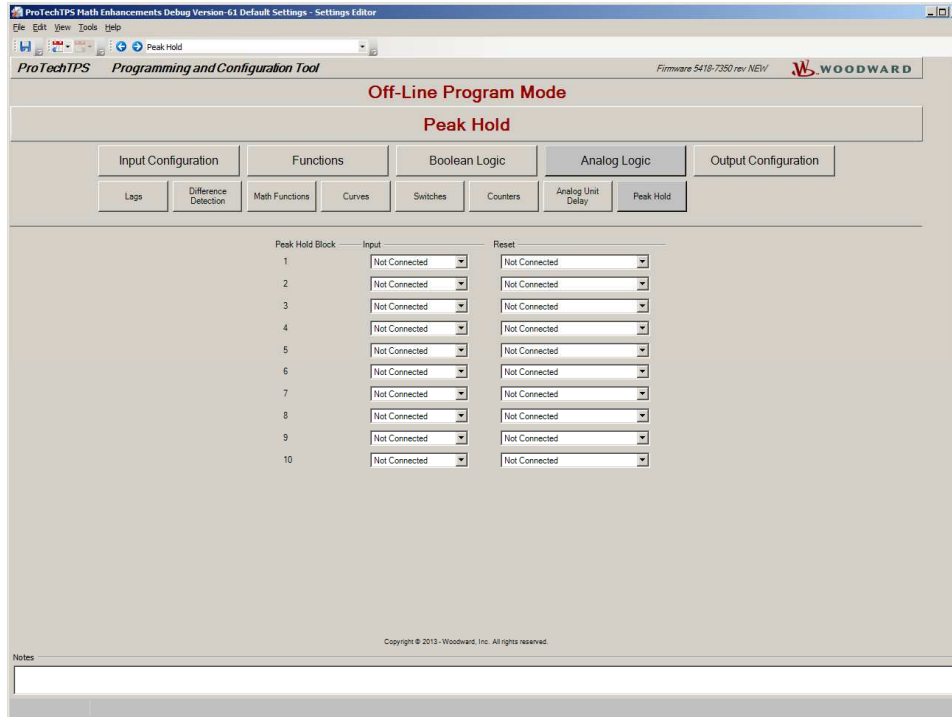 ProTechTPS Math Enhancements Debug Version-61 Default Settings - Settings Editor
File Edit View Tools Help
Peak Hold
ProTechTPS Programming and Configuration Tool Firmware 5418-7350 rev NEW WOODWARD
Off-Line Program Mode
Peak Hold
Input Configuration Functions Boolean Logic Analog Logic Output Configuration
Lags Difference Detection Math Functions Curves Switches Counters Analog Unit Delay Peak Hold
Peak Hold Block Input Reset
1 Not Connected Not Connected
2 Not Connected Not Connected
3 Not Connected Not Connected
4 Not Connected Not Connected
5 Not Connected Not Connected
6 Not Connected Not Connected
7 Not Connected Not Connected
8 Not Connected Not Connected
9 Not Connected Not Connected
10 Not Connected Not Connected
Copyright © 2013 - Woodward, Inc. All rights reserved.
Notes